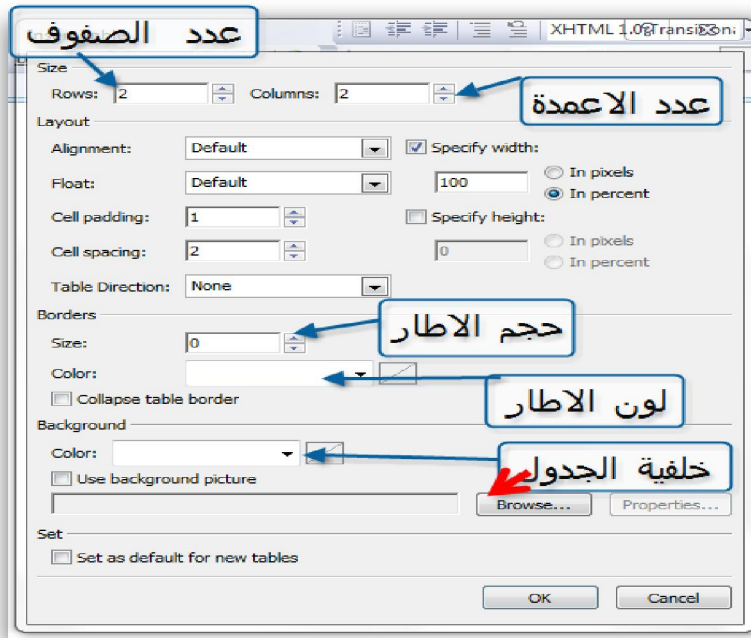 عدد الصفوف
XHTML 1.0 Transition:
Size
Rows: 2 Columns: 2
عدد الاعمدة
Layout
Alignment: Default Specify width:
100 In pixels
Float: Default In percent
Cell padding: 1 Specify height:
0 In pixels
Cell spacing: 2 In percent
Table Direction: None
Borders
حجم الاطار
Size: 0
Color:
لون الاطار
Collapse table border
Background
Color:
خلفية الجدول
Use background picture
Browse... Properties...
Set
Set as default for new tables
OK Cancel